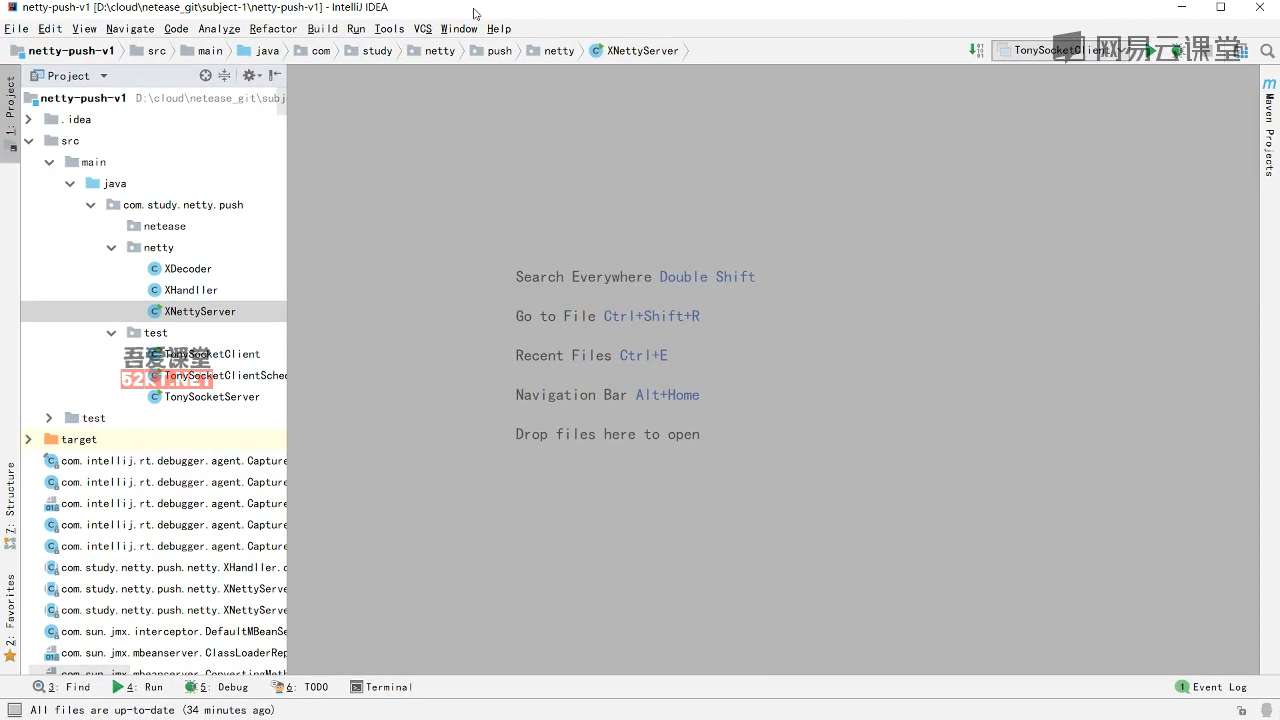 netty-push-v1 [D:\cloud\netease_git\subject-1\netty-push-v1] - IntelliJ IDEA
File Edit View Navigate Code Analyze Refactor Build Run Tools VCS Window Help
netty-push-v1 src main java com study netty push netty XNettyServer
网易云课堂
Project
netty-push-v1 D:\cloud\netease_git\subj
.idea
src
main
java
com.study.netty.push
netease
netty
XDecoder
XHandler
XNettyServer
test
TonySocketClient
吾爱课堂
TonySocketClientSched
52KT.NET
TonySocketServer
test
target
com.intellij.rt.debugger.agent.Capture
com.intellij.rt.debugger.agent.Capture
com.intellij.rt.debugger.agent.Capture
com.intellij.rt.debugger.agent.Capture
com.intellij.rt.debugger.agent.Capture
com.study.netty.push.netty.XHandler.c
com.study.netty.push.netty.XNettyServe
com.study.netty.push.netty.XNettyServe
com.sun.jmx.interceptor.DefaultMBeanSe
com.sun.jmx.mbeanserver.ClassLoaderRep
com.sun.jmx.mbeanserver.ConvertingMeth
Search Everywhere Double Shift
Go to File Ctrl+Shift+R
Recent Files Ctrl+E
Navigation Bar Alt+Home
Drop files here to open
1: Project
7: Structure
2: Favorites
Maven Projects
3: Find 4: Run 5: Debug 6: TODO Terminal
1 Event Log
All files are up-to-date (34 minutes ago)